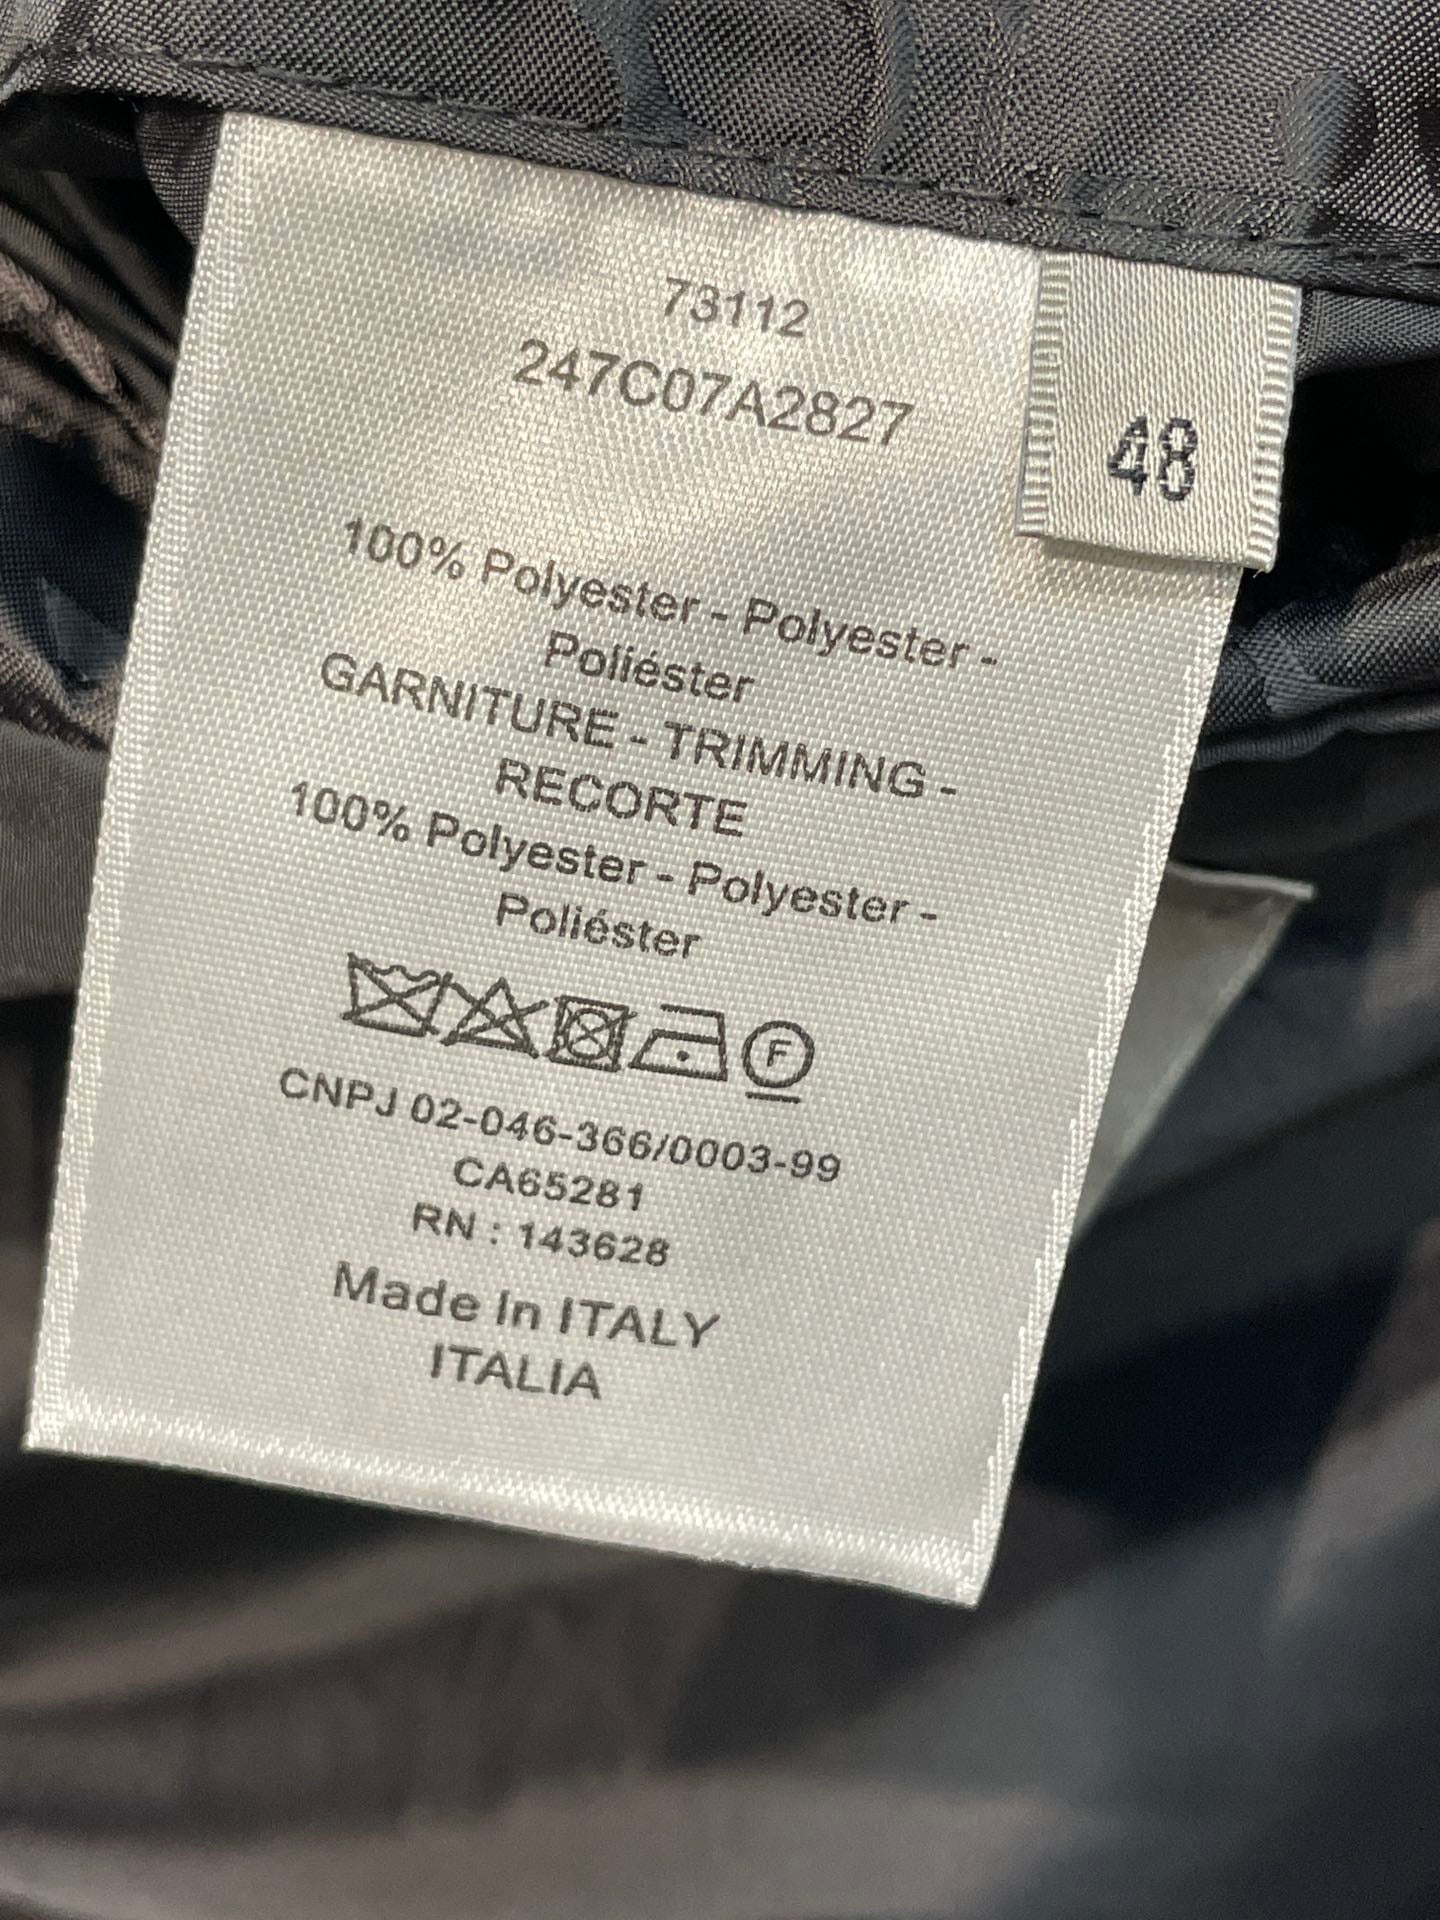 73112
247C07A2827
48
100% Polyester - Polyester -
Poliéster
GARNITURE - TRIMMING -
RECORTE
100% Polyester - Polyester -
Poliéster
F
CNPJ 02-046-366/0003-99
CA65281
RN : 143628
Made In ITALY
ITALIA